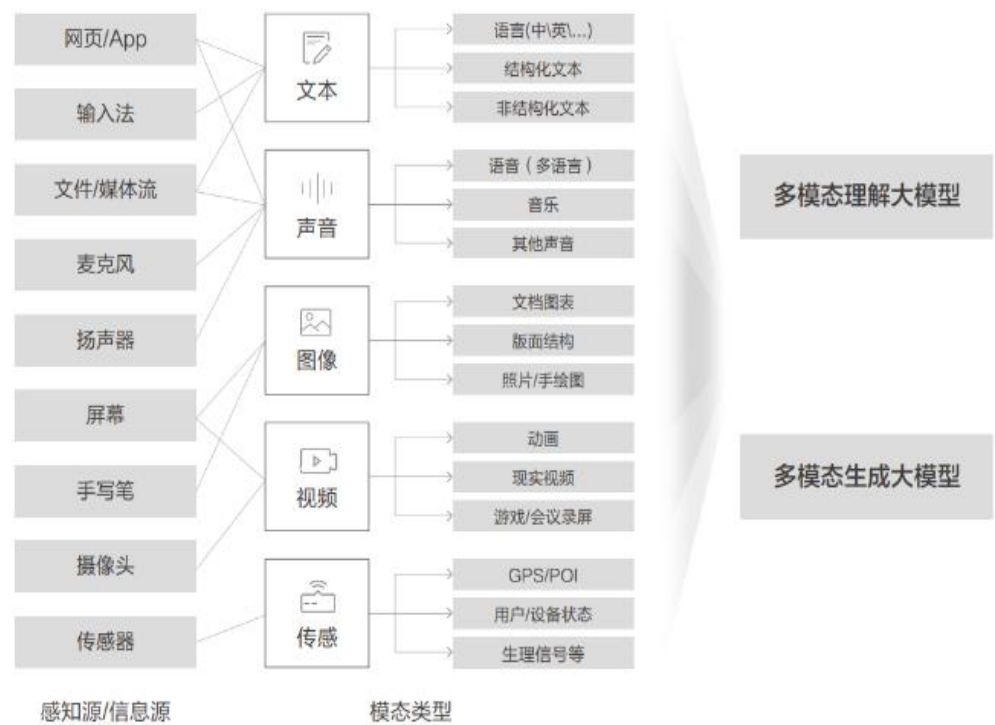 网页/App
输入法
文件/媒体流
麦克风
扬声器
屏幕
手写笔
摄像头
传感器
感知源/信息源
文本
声音
图像
视频
传感
模态类型
语言(中\英\...)
结构化文本
非结构化文本
语音（多语言）
音乐
其他声音
文档图表
版面结构
照片/手绘图
动画
现实视频
游戏/会议录屏
GPS/POI
用户/设备状态
生理信号等
多模态理解大模型
多模态生成大模型